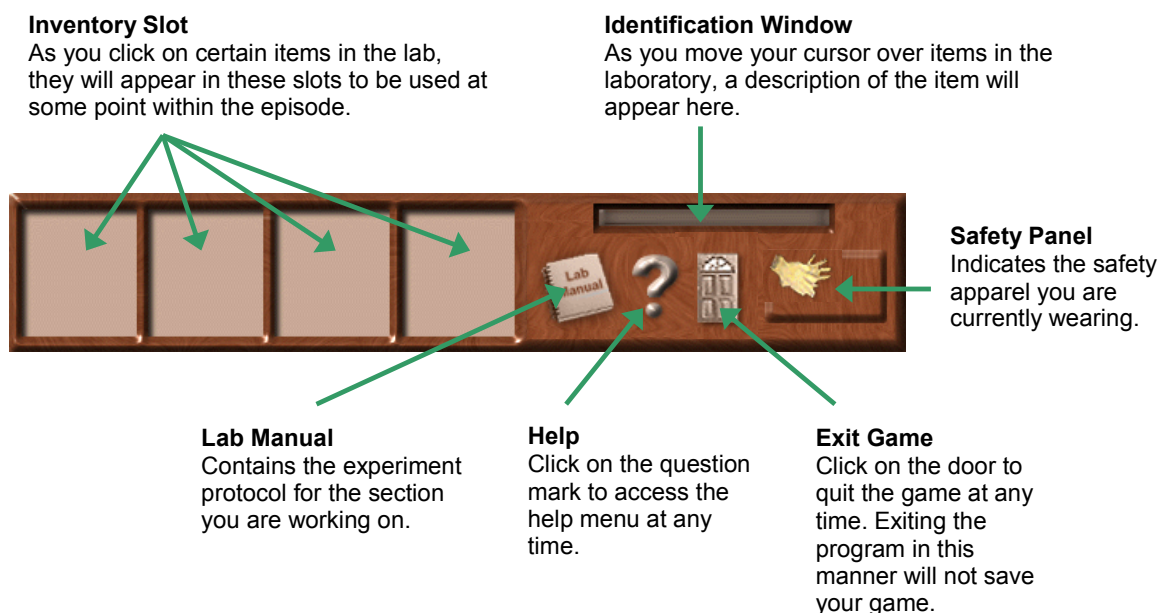 Inventory Slot
As you click on certain items in the lab,
they will appear in these slots to be used at
some point within the episode.
Identification Window
As you move your cursor over items in the
laboratory, a description of the item will
appear here.
Lab
Manual
Safety Panel
Indicates the safety
apparel you are
currently wearing.
Lab Manual
Contains the experiment
protocol for the section
you are working on.
Help
Click on the question
mark to access the
help menu at any
time.
Exit Game
Click on the door to
quit the game at any
time. Exiting the
program in this
manner will not save
your game.